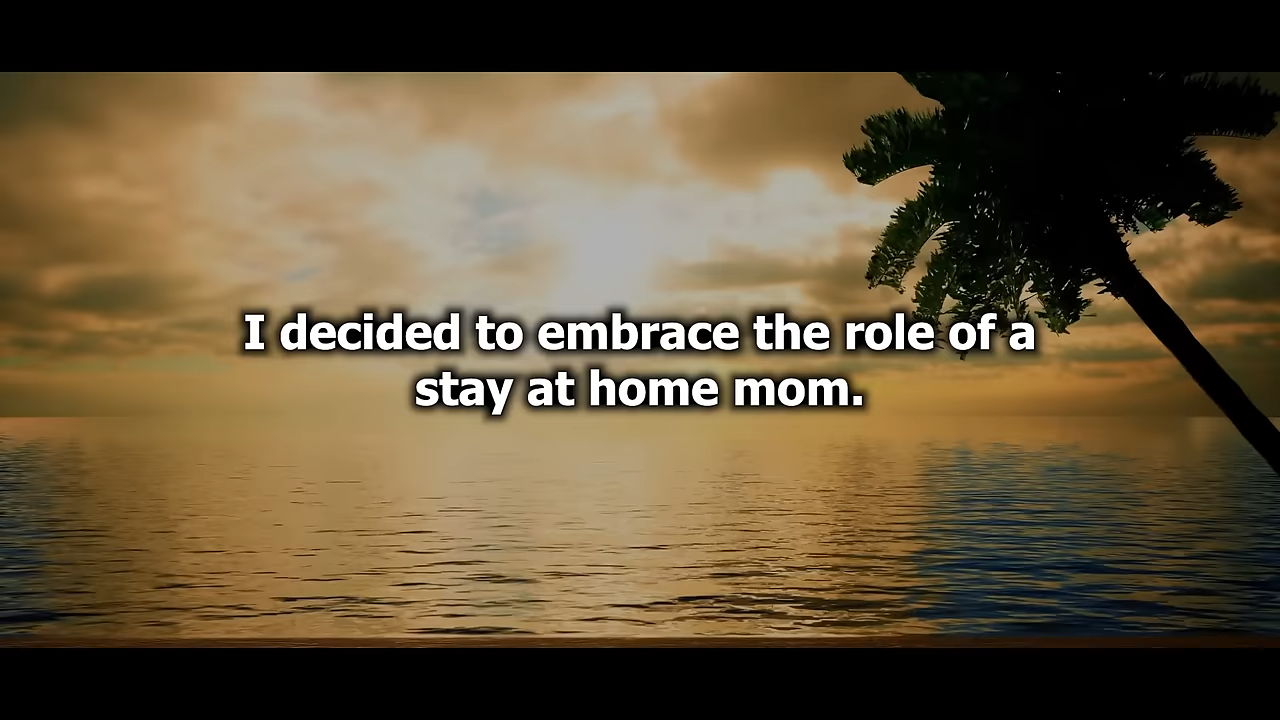 I decided to embrace the role of a
stay at home mom.